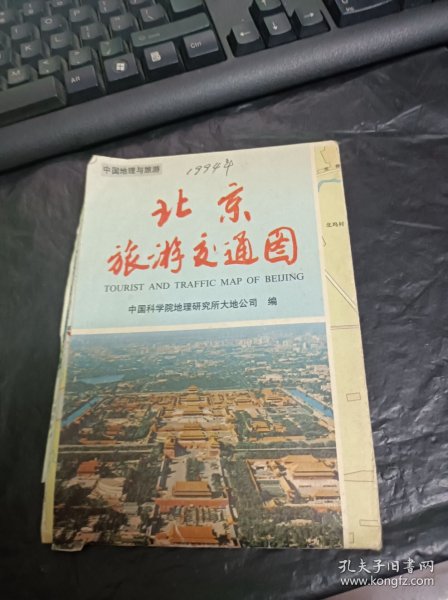 中国地理与旅游
1994年
北京
旅游交通图
TOURIST AND TRAFFIC MAP OF BEIJING
中国科学院地理研究所大地公司 编
孔夫子旧书网
www.kongfz.com